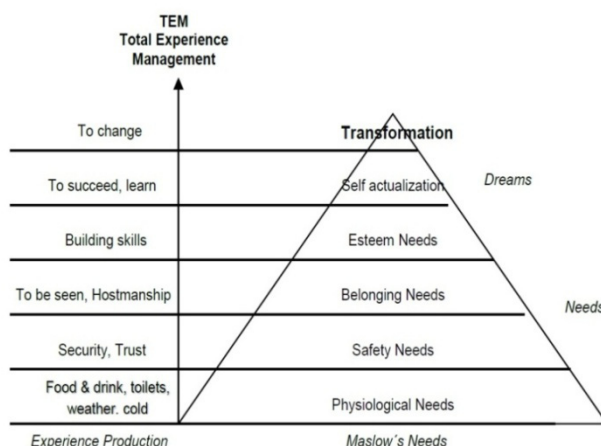 TEM
Total Experience
Management
To change
Transformation
To succeed, learn
Self actualization
Dreams
Building skills
Esteem Needs
To be seen, Hostmanship
Belonging Needs
Needs
Security, Trust
Safety Needs
Food & drink, toilets,
weather. cold
Physiological Needs
Experience Production
Maslow´s Needs